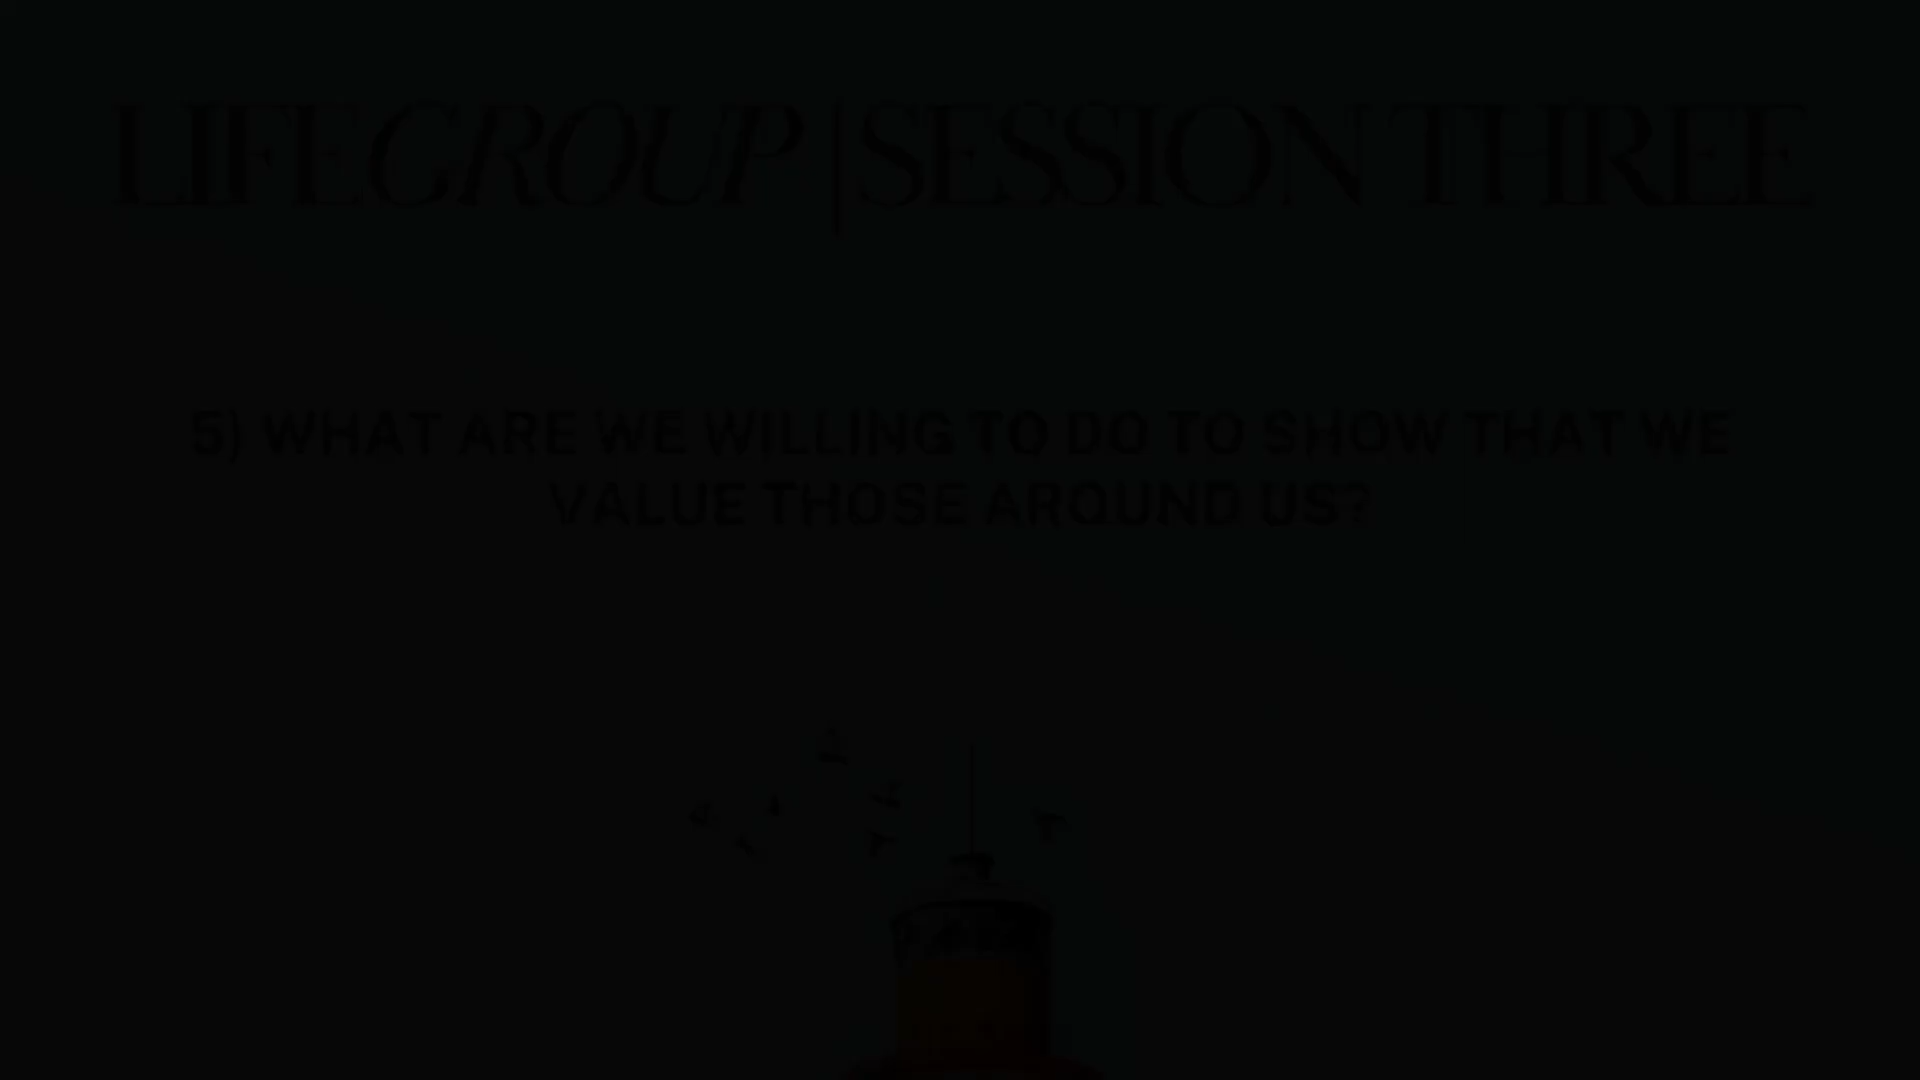 LIFEGROUP | SESSION THREE
5) WHAT ARE WE WILLING TO DO TO SHOW THAT WE
VALUE THOSE AROUND US?